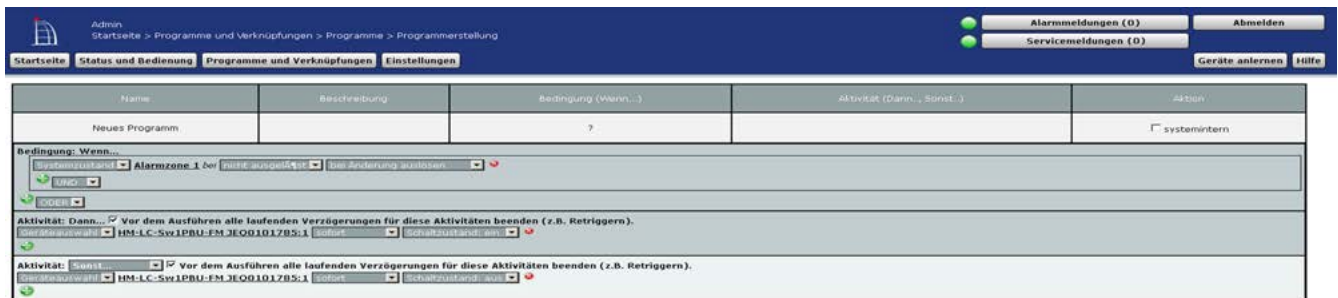 Admin
Alarmmeldungen (0)
Abmelden
Startseite > Programme und Verknüpfungen > Programme > Programmerstellung
Servicemeldungen (0)
Startseite Status und Bedienung Programme und Verknüpfungen Einstellungen Geräte anlernen Hilfe
Name Beschreibung Bedingung (Wenn...) Aktivität (Dann.., Sonst..) Aktion
Neues Programm ? systemintern
Bedingung: Wenn...
Systemzustand Alarmzone 1 bei nicht ausgelöst bei Änderung auslösen
UND
ODER
Aktivität: Dann... Vor dem Ausführen alle laufenden Verzögerungen für diese Aktivitäten beenden (z.B. Retriggern).
Geräteauswahl HM-LC-Sw1PBU-FM JEQ0101785:1 sofort Schaltzustand: ein
Aktivität: Sonst... Vor dem Ausführen alle laufenden Verzögerungen für diese Aktivitäten beenden (z.B. Retriggern).
Geräteauswahl HM-LC-Sw1PBU-FM JEQ0101785:1 sofort Schaltzustand: aus